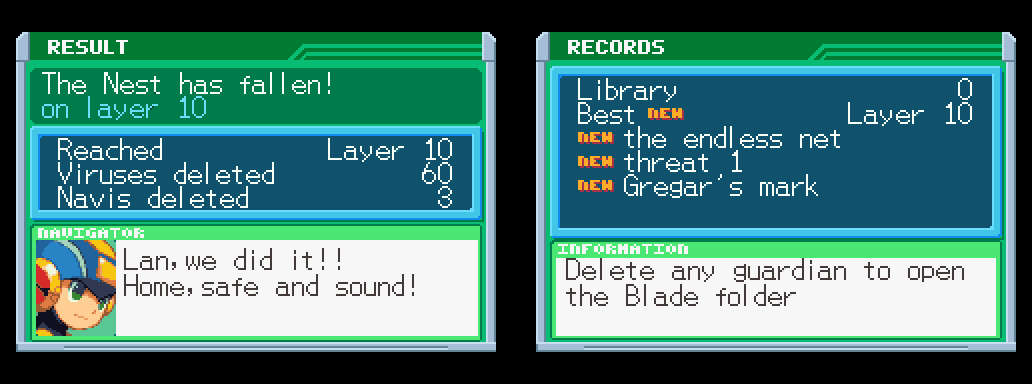 RESULT
The Nest has fallen!
on layer 10
Reached Layer 10
Viruses deleted 60
Navis deleted 3
NAVIGATOR
Lan,we did it!!
Home,safe and sound!
RECORDS
Library 0
Best NEW Layer 10
NEW the endless net
NEW threat 1
NEW Gregar's mark
INFORMATION
Delete any guardian to open
the Blade folder